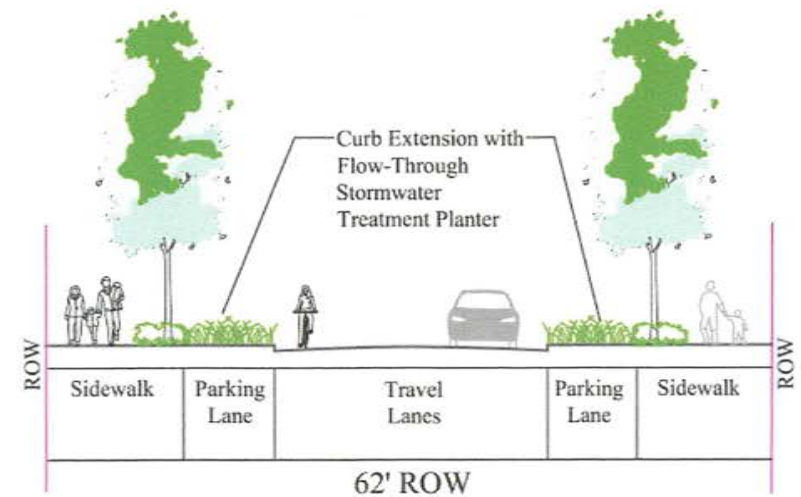 Curb Extension with
Flow-Through
Stormwater
Treatment Planter
ROW
ROW
Sidewalk
Parking
Lane
Travel
Lanes
Parking
Lane
Sidewalk
62' ROW